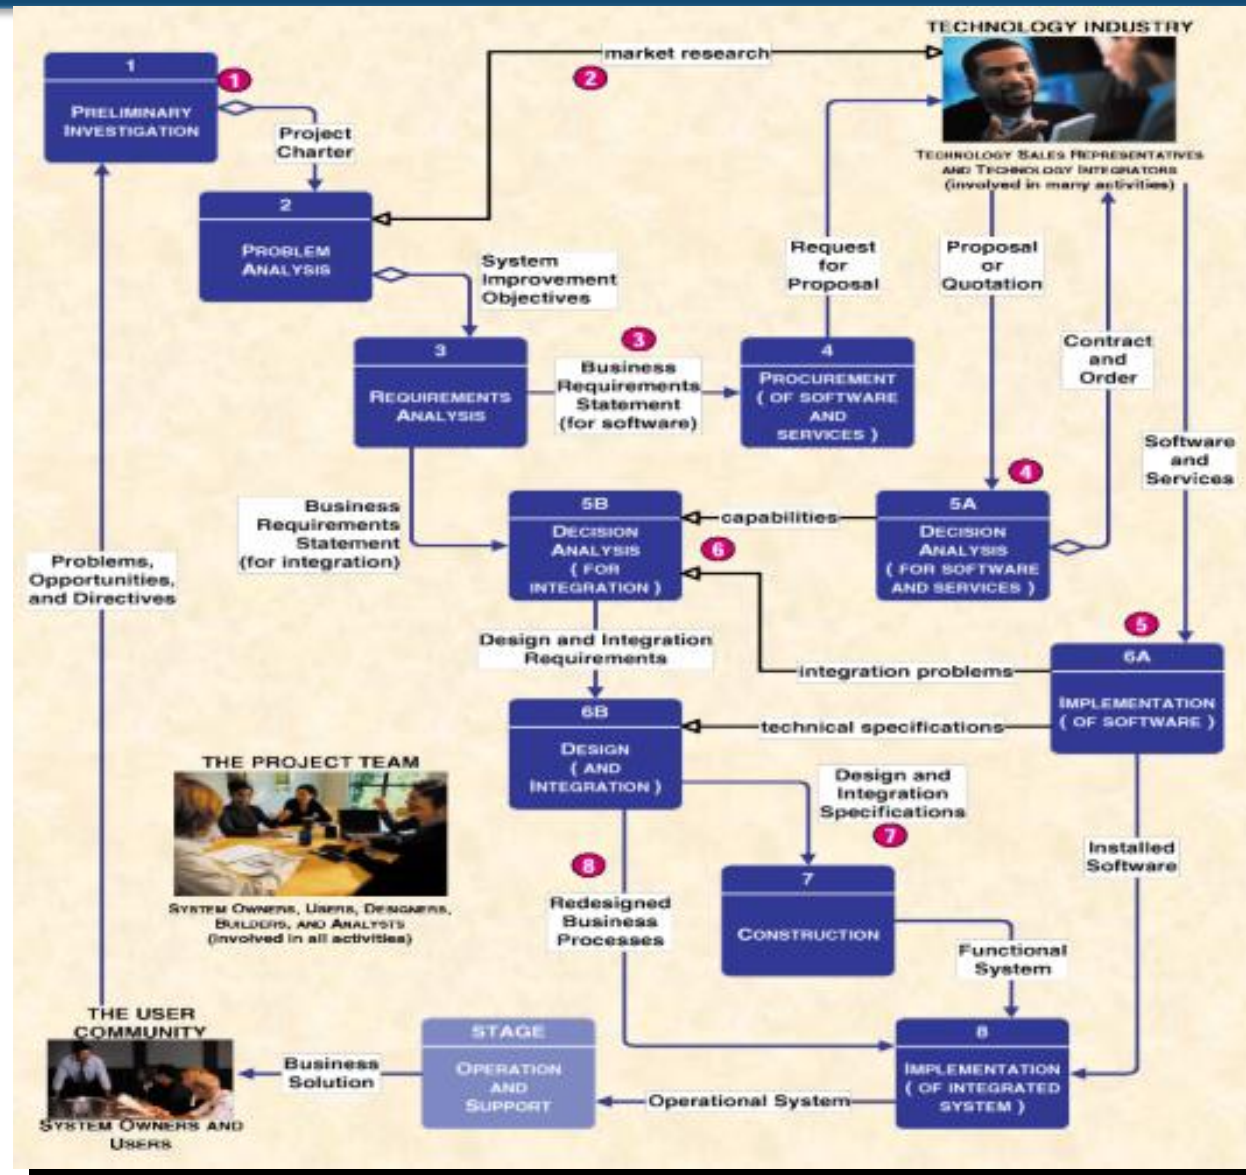 TECHNOLOGY INDUSTRY
1
PRELIMINARY
INVESTIGATION
1
market research
2
Project
Charter
TECHNOLOGY SALES REPRESENTATIVES
AND TECHNOLOGY INTEGRATORS
(involved in many activities)
2
PROBLEM
ANALYSIS
System
Improvement
Objectives
Request
for
Proposal
Proposal
or
Quotation
3
REQUIREMENTS
ANALYSIS
3
Business
Requirements
Statement
(for software)
4
PROCUREMENT
( OF SOFTWARE
AND
SERVICES )
Contract
and
Order
Software
and
Services
4
Business
Requirements
Statement
(for integration)
5B
DECISION
ANALYSIS
( FOR
INTEGRATION )
capabilities
6
5A
DECISION
ANALYSIS
( FOR SOFTWARE
AND SERVICES )
Problems,
Opportunities,
and Directives
Design and Integration
Requirements
5
6A
IMPLEMENTATION
( OF SOFTWARE )
integration problems
technical specifications
6B
DESIGN
( AND
INTEGRATION )
THE PROJECT TEAM
SYSTEM OWNERS, USERS, DESIGNERS,
BUILDERS, AND ANALYSTS
(involved in all activities)
Design and
Integration
Specifications
7
8
Redesigned
Business
Processes
7
CONSTRUCTION
Installed
Software
Functional
System
THE USER
COMMUNITY
SYSTEM OWNERS AND
USERS
Business
Solution
STAGE
OPERATION
AND
SUPPORT
Operational System
8
IMPLEMENTATION
( OF INTEGRATED
SYSTEM )